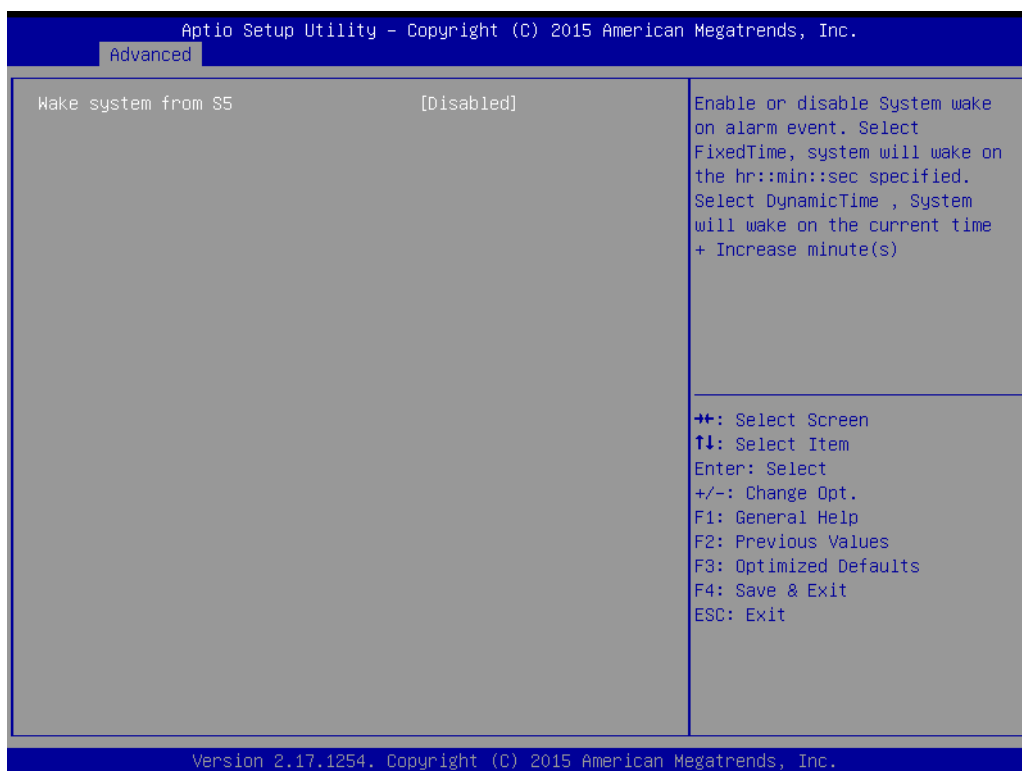 Aptio Setup Utility – Copyright (C) 2015 American Megatrends, Inc.
Advanced
Wake system from S5 [Disabled]
Enable or disable System wake
on alarm event. Select
FixedTime, system will wake on
the hr::min::sec specified.
Select DynamicTime , System
will wake on the current time
+ Increase minute(s)
→←: Select Screen
↑↓: Select Item
Enter: Select
+/-: Change Opt.
F1: General Help
F2: Previous Values
F3: Optimized Defaults
F4: Save & Exit
ESC: Exit
Version 2.17.1254. Copyright (C) 2015 American Megatrends, Inc.